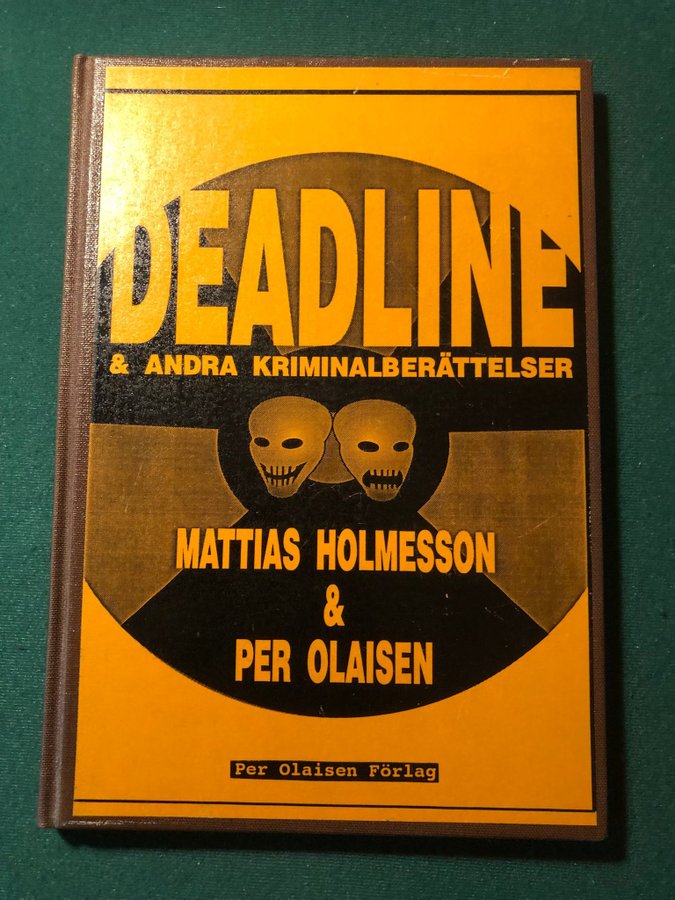 DEADLINE
& ANDRA KRIMINALBERÄTTELSER
MATTIAS HOLMESSON
&
PER OLAISEN
Per Olaisen Förlag